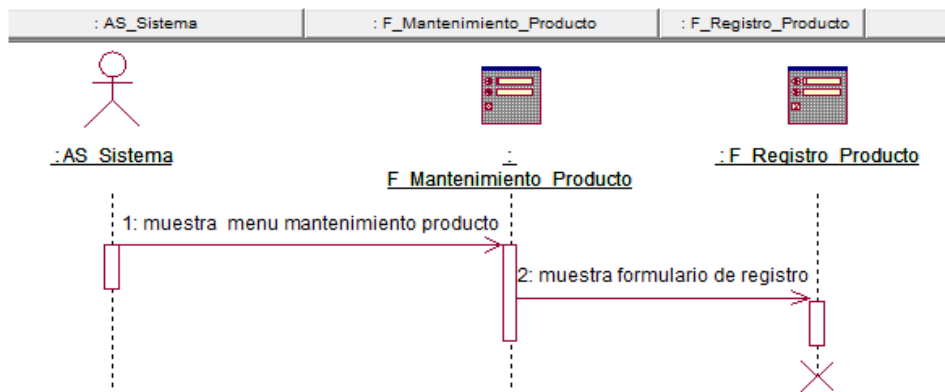 : AS_Sistema
: F_Mantenimiento_Producto
: F_Registro_Producto
: AS_Sistema
:
F_Mantenimiento_Producto
: F_Registro_Producto
1: muestra menu mantenimiento producto
2: muestra formulario de registro